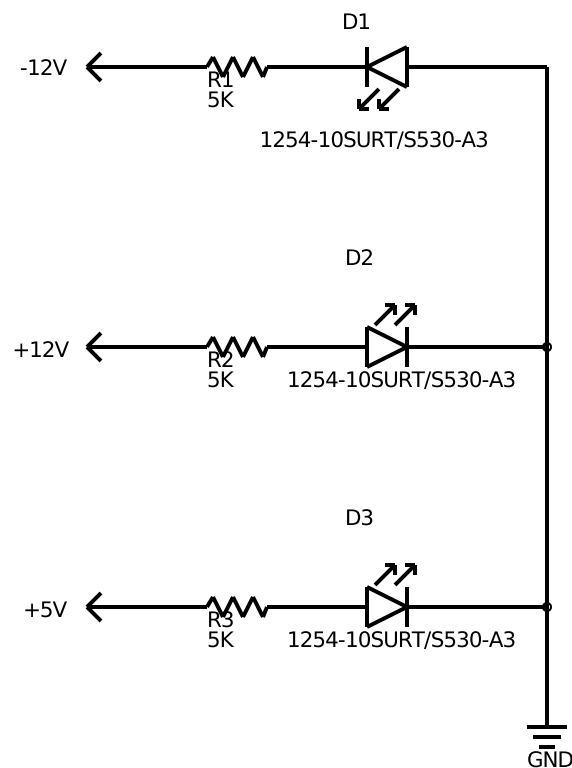 D1
-12V
R1
5K
1254-10SURT/S530-A3
D2
+12V
R2
5K
1254-10SURT/S530-A3
D3
+5V
R3
5K
1254-10SURT/S530-A3
GND